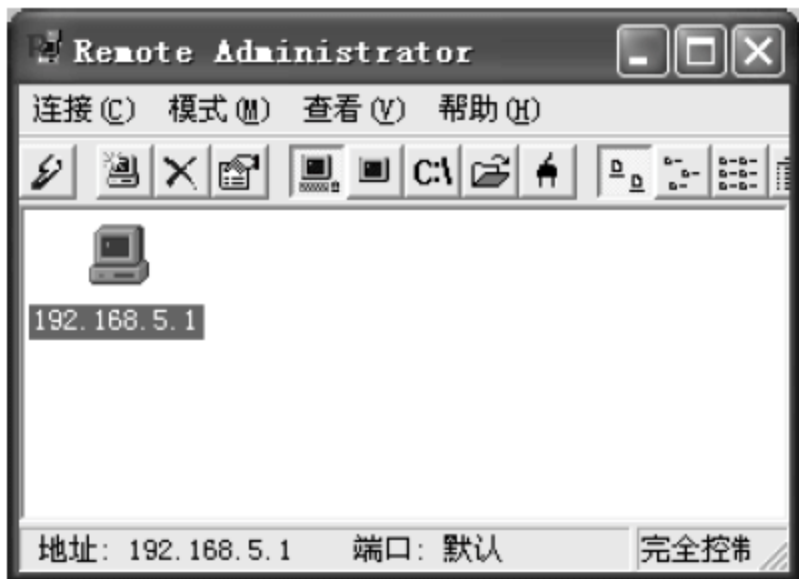 Remote Administrator
连接(C) 模式(M) 查看(V) 帮助(H)
C:\
192.168.5.1
地址: 192.168.5.1 端口: 默认 完全控制